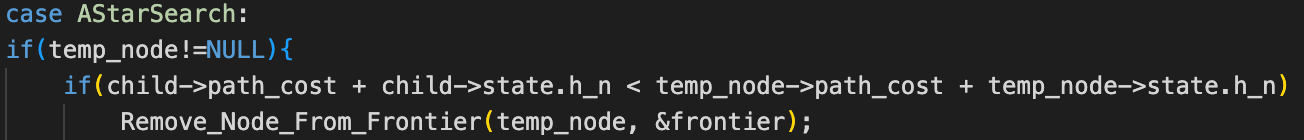 case AStarSearch:
if(temp_node!=NULL){
if(child->path_cost + child->state.h_n < temp_node->path_cost + temp_node->state.h_n)
Remove_Node_From_Frontier(temp_node, &frontier);